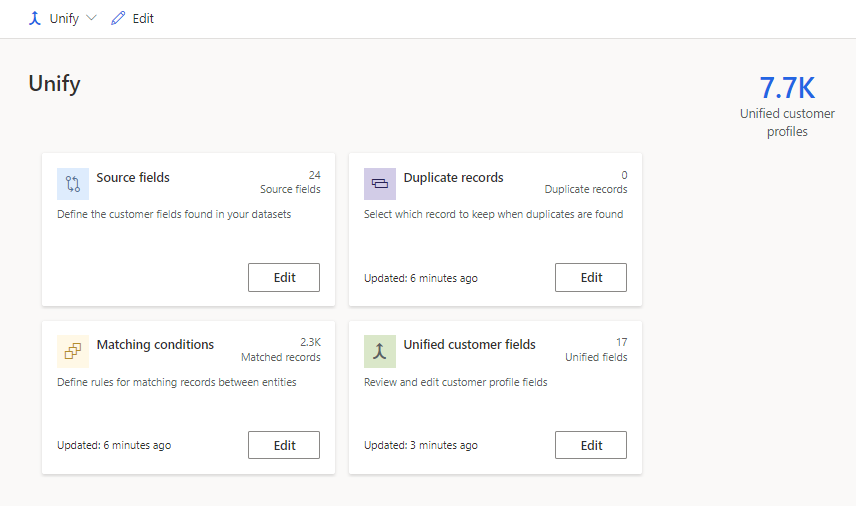 Unify
Edit
Unify
7.7K
Unified customer
profiles
Source fields
24
Source fields
Define the customer fields found in your datasets
Edit
Duplicate records
0
Duplicate records
Select which record to keep when duplicates are found
Updated: 6 minutes ago
Edit
Matching conditions
2.3K
Matched records
Define rules for matching records between entities
Updated: 6 minutes ago
Edit
Unified customer fields
17
Unified fields
Review and edit customer profile fields
Updated: 3 minutes ago
Edit